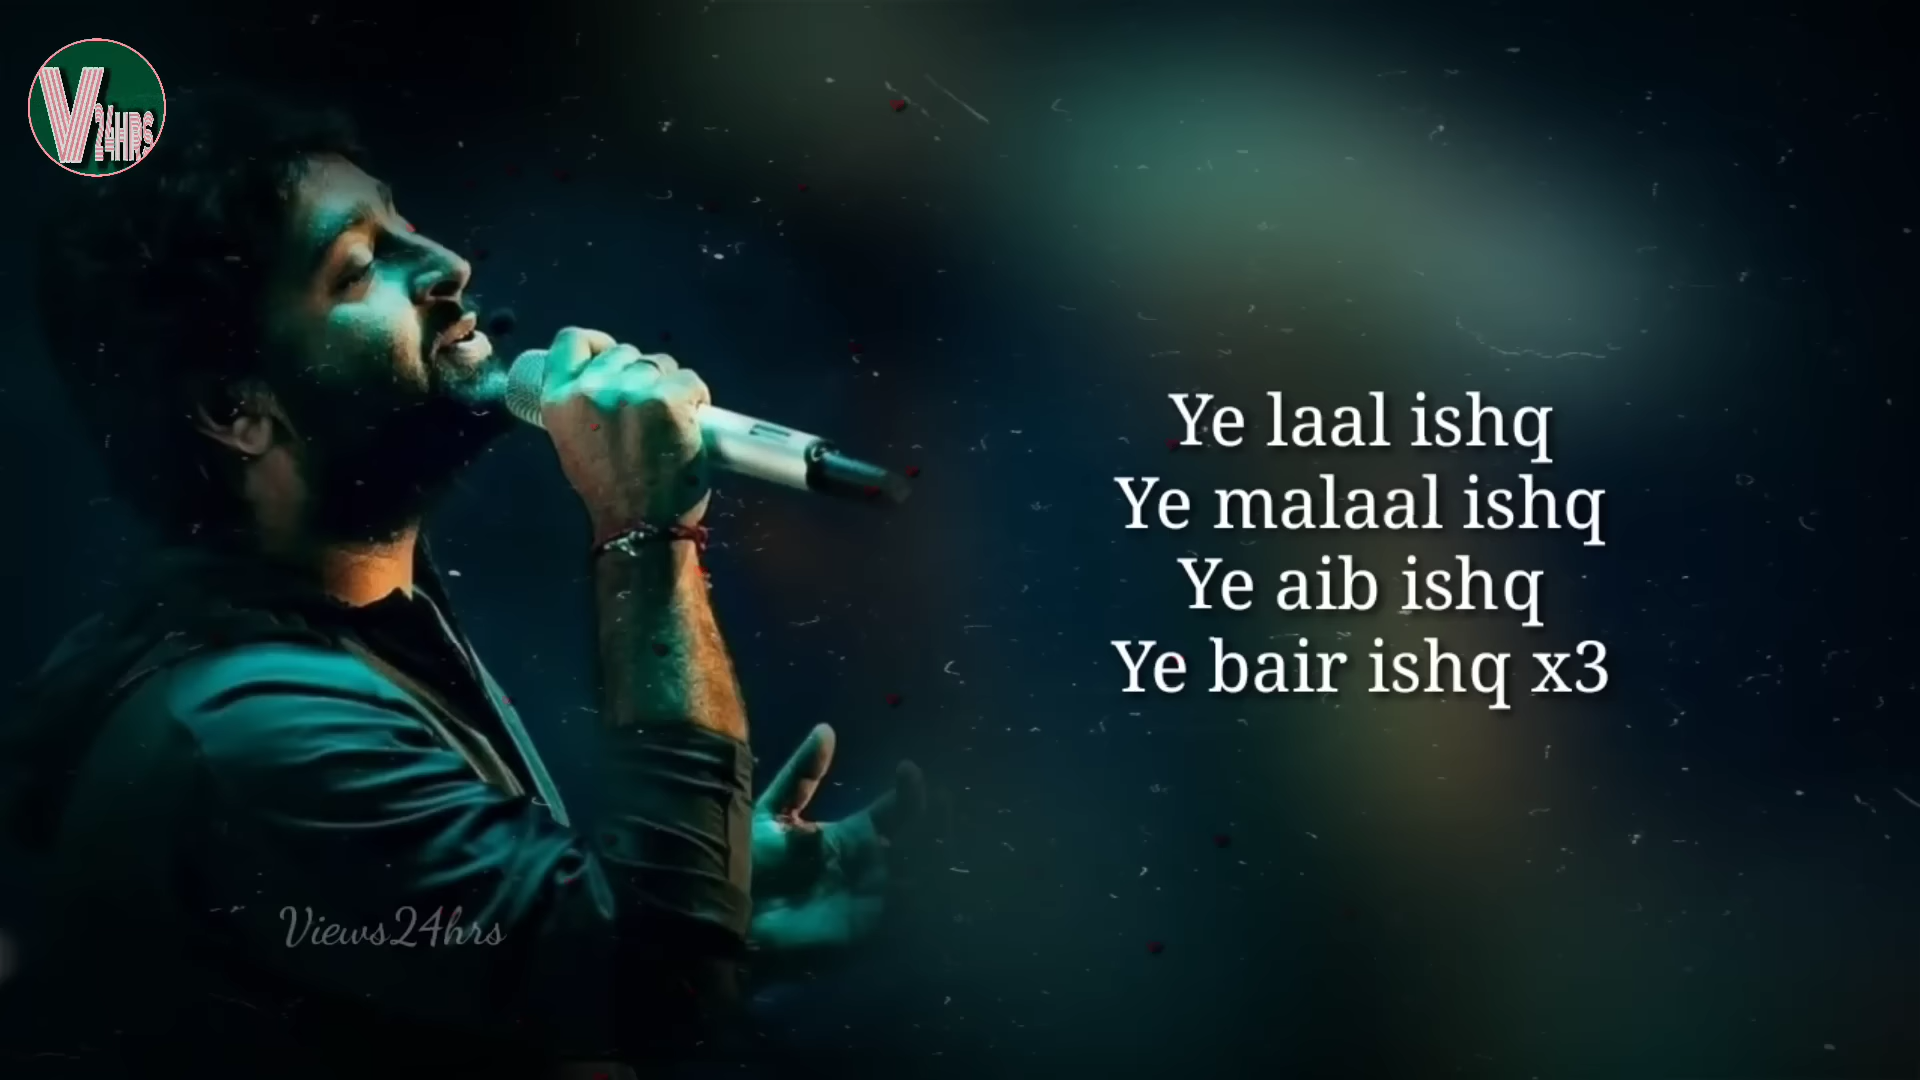 V 24HRS
Ye laal ishq
Ye malaal ishq
Ye aib ishq
Ye bair ishq x3
Views24hrs